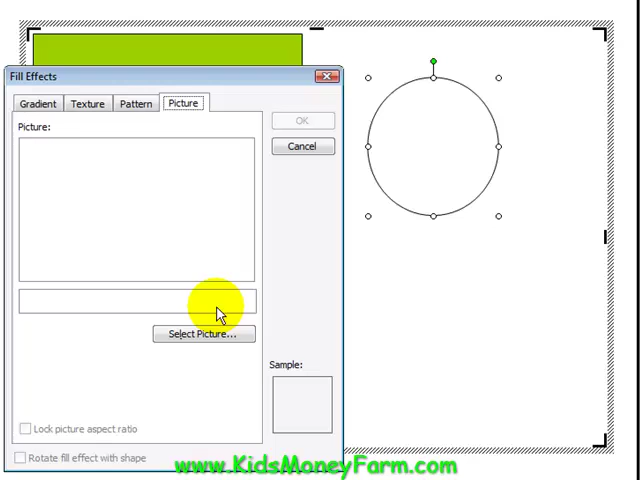 Fill Effects
Gradient
Texture
Pattern
Picture
Picture:
OK
Cancel
Select Picture...
Sample:
Lock picture aspect ratio
Rotate fill effect with shape
www.KidsMoneyFarm.com